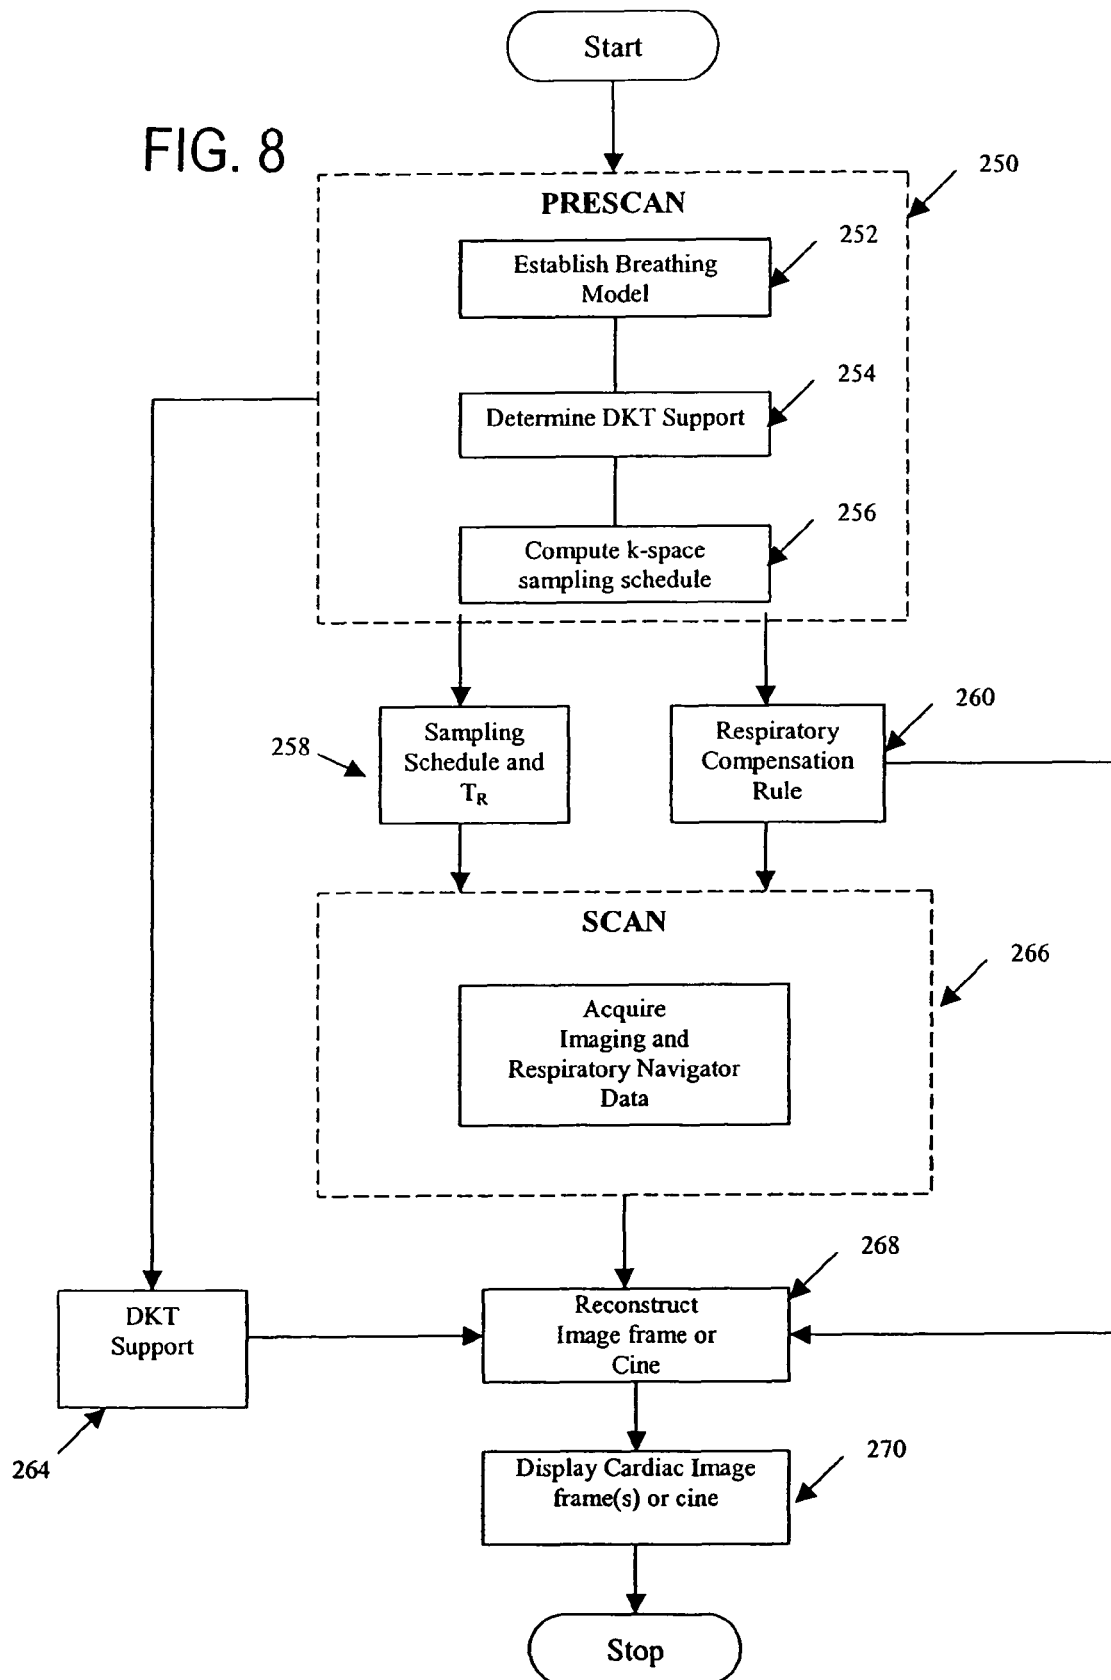 Start
FIG. 8
250
PRESCAN
252
Establish Breathing
Model
254
Determine DKT Support
256
Compute k-space
sampling schedule
258
Sampling
Schedule and
TR
260
Respiratory
Compensation
Rule
SCAN
266
Acquire
Imaging and
Respiratory Navigator
Data
268
DKT
Support
264
Reconstruct
Image frame or
Cine
270
Display Cardiac Image
frame(s) or cine
Stop